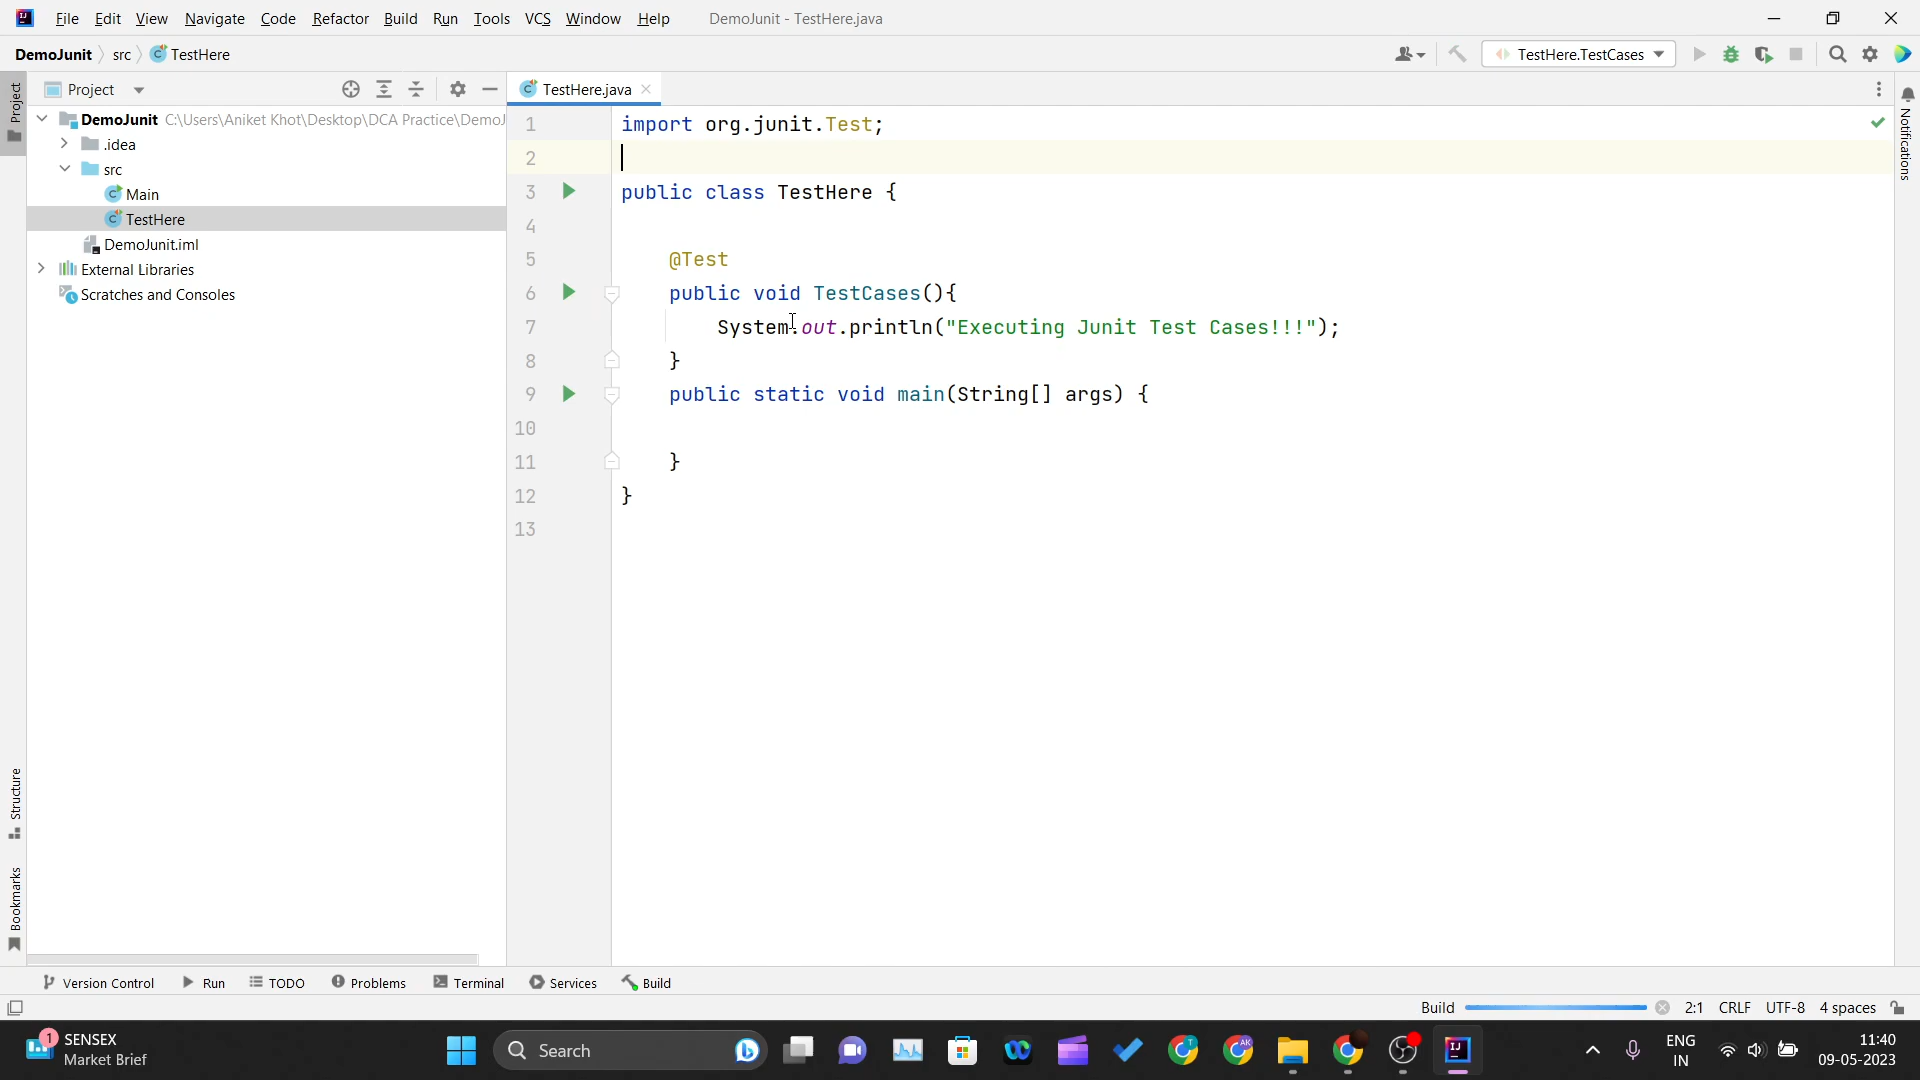 File Edit View Navigate Code Refactor Build Run Tools VCS Window Help DemoJunit - TestHere.java
DemoJunit src TestHere TestHere.TestCases
Project
TestHere.java
DemoJunit C:\Users\Aniket Khot\Desktop\DCA Practice\DemoJ
.idea
src
Main
TestHere
DemoJunit.iml
External Libraries
Scratches and Consoles
Project
Structure
Bookmarks
Notifications
1 import org.junit.Test;
2
3 public class TestHere {
4
5 @Test
6 public void TestCases(){
7 System.out.println("Executing Junit Test Cases!!!");
8 }
9 public static void main(String[] args) {
10
11 }
12 }
13
Version Control Run TODO Problems Terminal Services Build
Build 2:1 CRLF UTF-8 4 spaces
1 SENSEX
Market Brief
Search
ENG
IN
11:40
09-05-2023